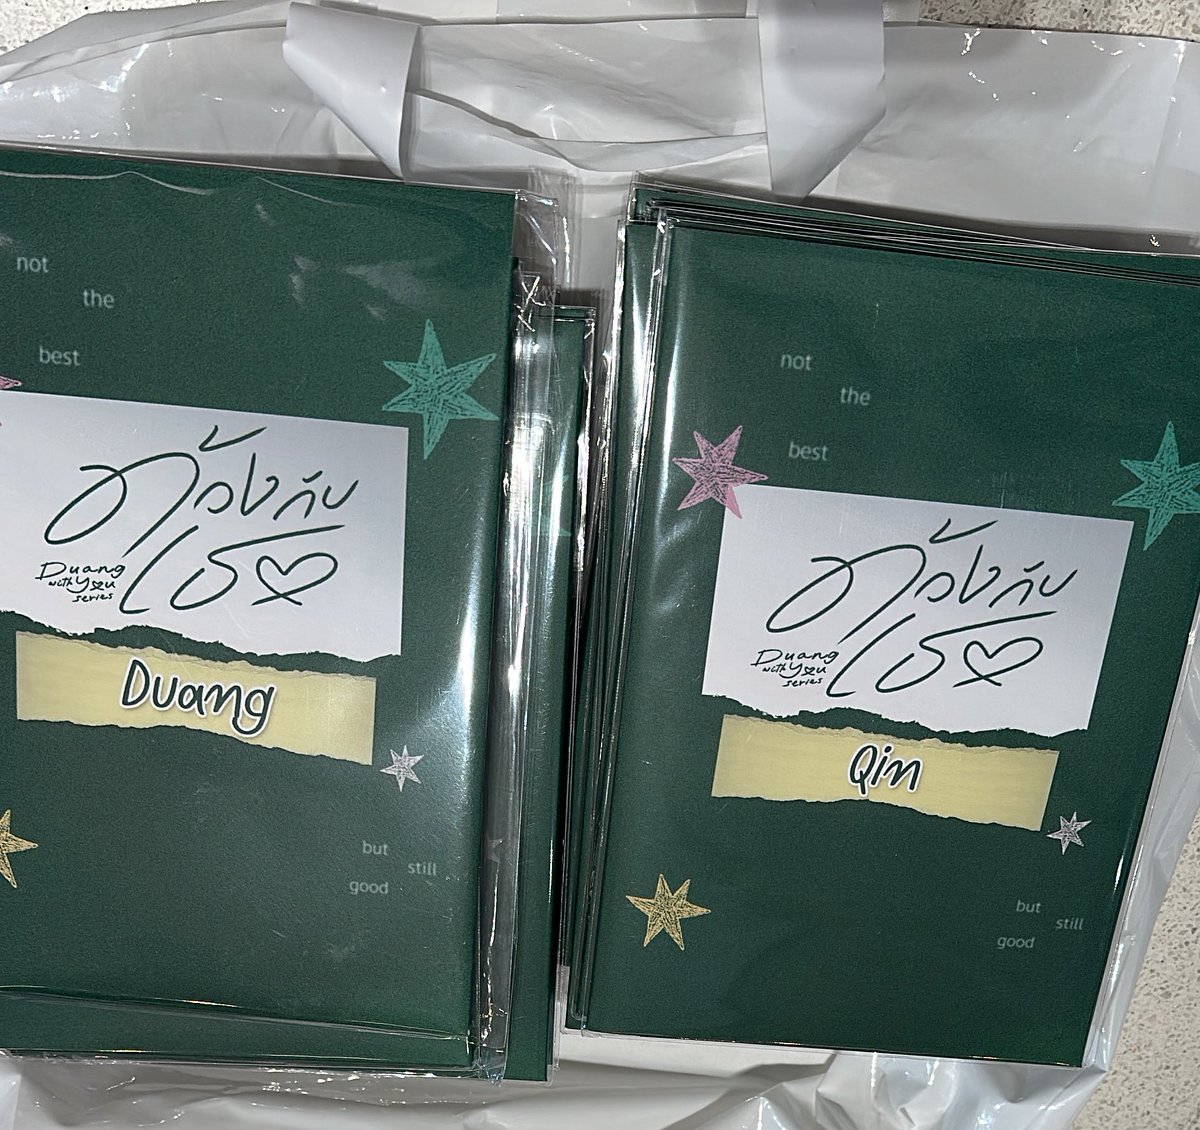 not
the
best
ด้วงกับ
เธอ
Duang
with you
series
Duang
but
still
good
not
the
best
ด้วงกับ
เธอ
Duang
with you
series
Qin
but
still
good